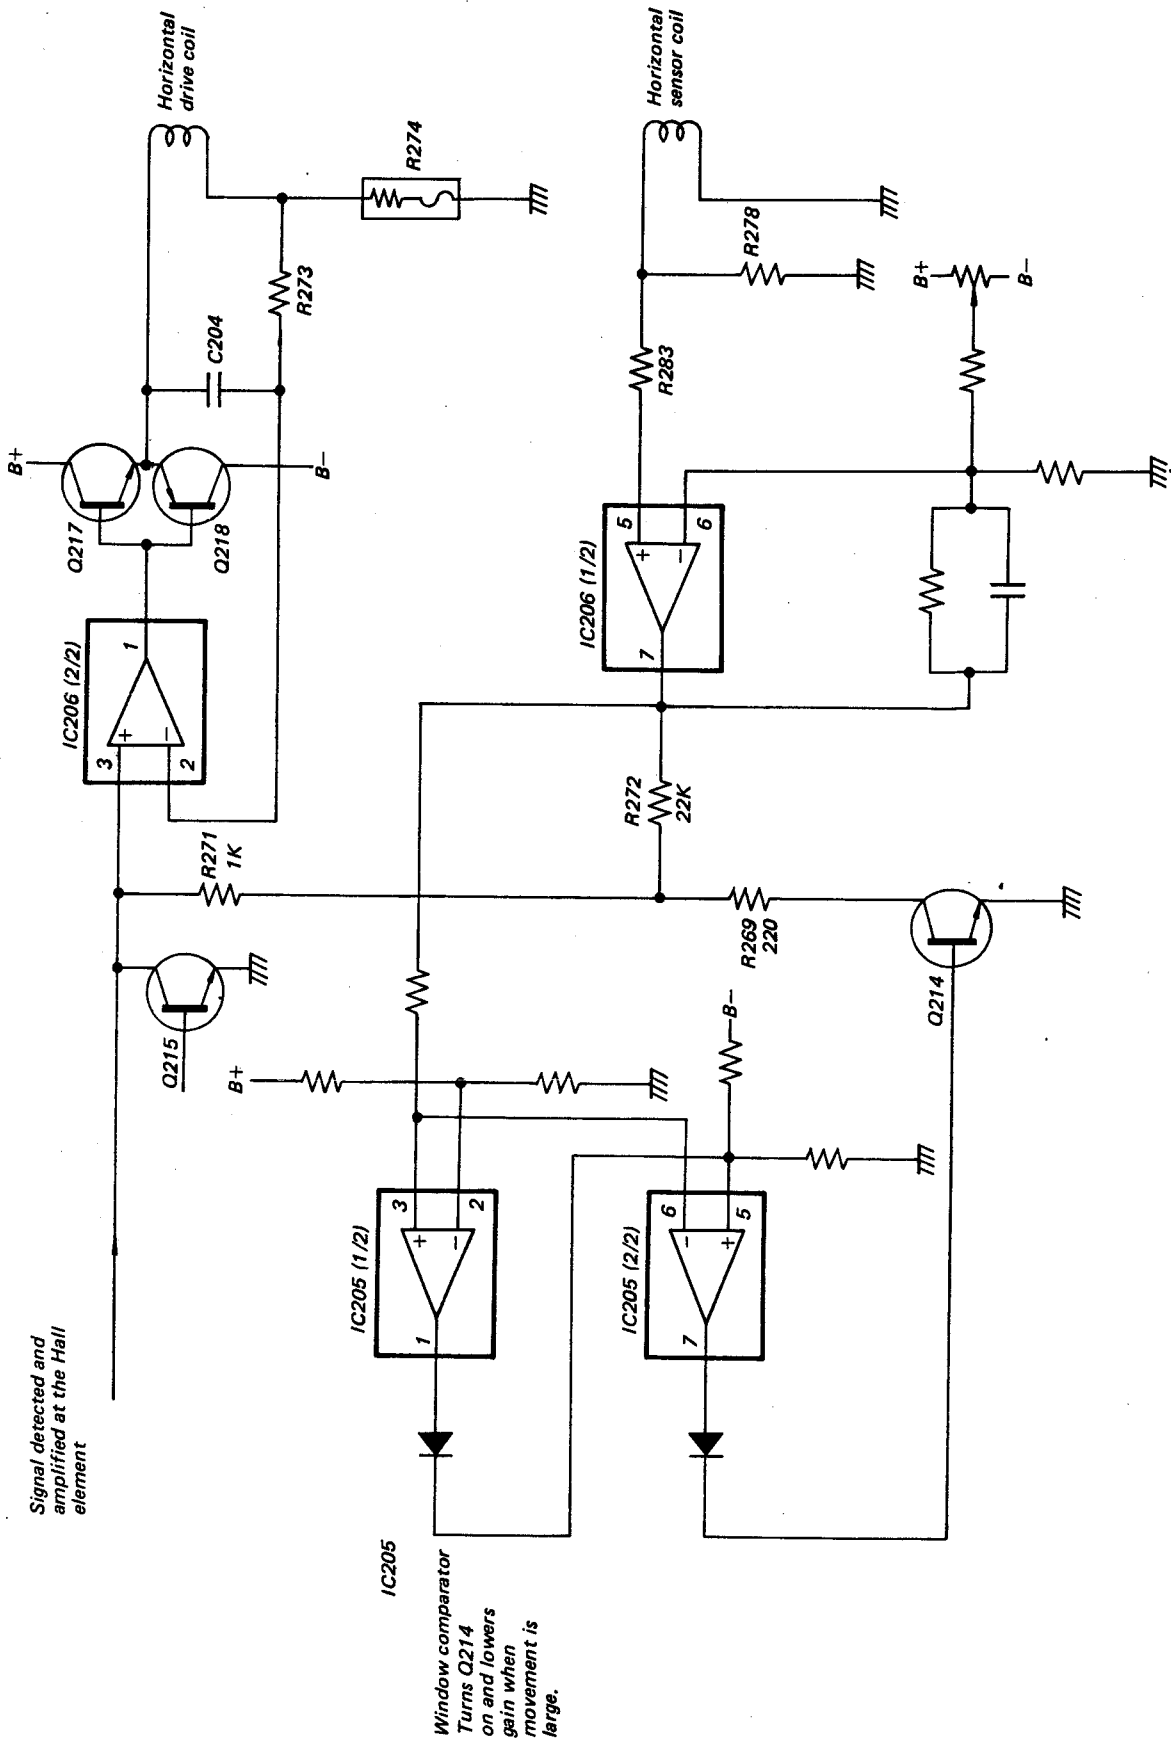 Signal detected and
amplified at the Hall
element
Q215
R271
1K
IC206 (2/2)
3
+
2
−
1
Q217
Q218
B+
B−
C204
R273
Horizontal
drive coil
R274
B+
IC205 (1/2)
3
+
2
−
1
IC205
Window comparator
Turns Q214
on and lowers
gain when
movement is
large.
IC205 (2/2)
6
−
5
+
7
B−
R269
220
Q214
R272
22K
IC206 (1/2)
5
+
6
−
7
R283
R278
Horizontal
sensor coil
B+
B−